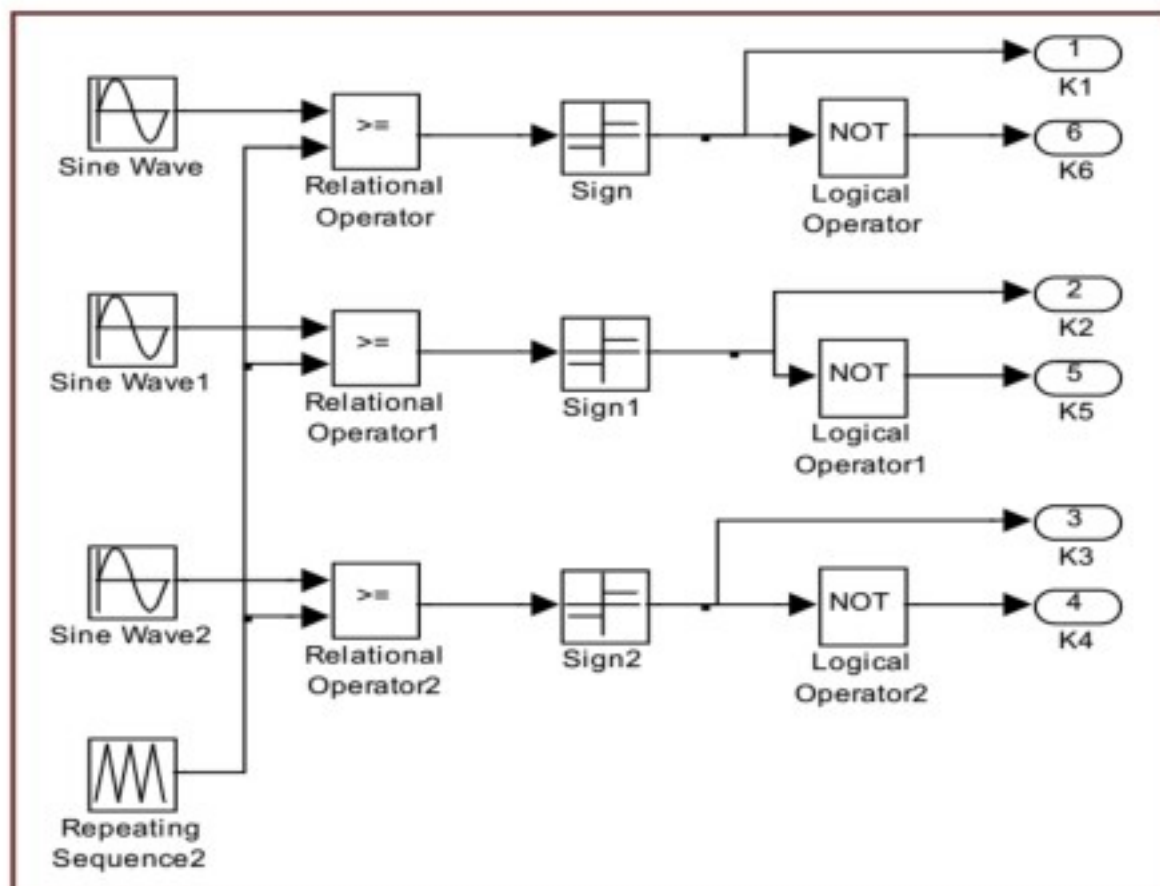 1
K1
Sine Wave
>=
Relational
Operator
Sign
NOT
Logical
Operator
6
K6
Sine Wave1
>=
Relational
Operator1
Sign1
2
K2
NOT
Logical
Operator1
5
K5
Sine Wave2
>=
Relational
Operator2
Sign2
3
K3
NOT
Logical
Operator2
4
K4
Repeating
Sequence2